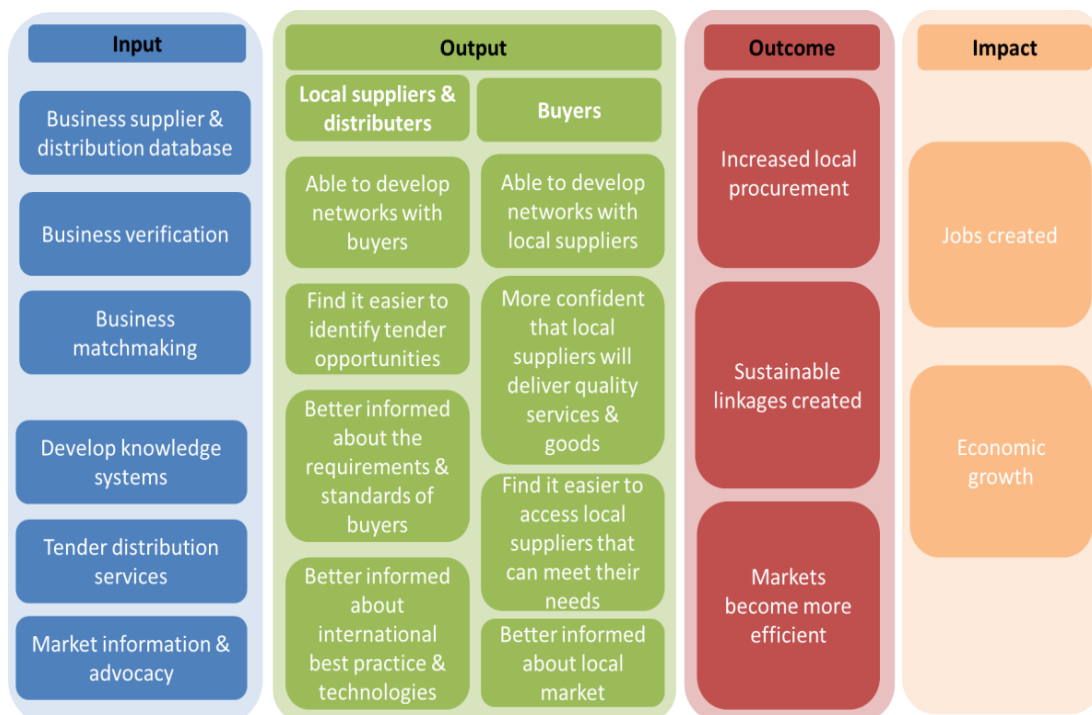 Input
Business supplier &
distribution database
Business verification
Business
matchmaking
Develop knowledge
systems
Tender distribution
services
Market information &
advocacy
Output
Local suppliers &
distributers
Able to develop
networks with
buyers
Find it easier to
identify tender
opportunities
Better informed
about the
requirements &
standards of
buyers
Better informed
about
international
best practice &
technologies
Buyers
Able to develop
networks with
local suppliers
More confident
that local
suppliers will
deliver quality
services &
goods
Find it easier to
access local
suppliers that
can meet their
needs
Better informed
about local
market
Outcome
Increased local
procurement
Sustainable
linkages created
Markets
become more
efficient
Impact
Jobs created
Economic
growth